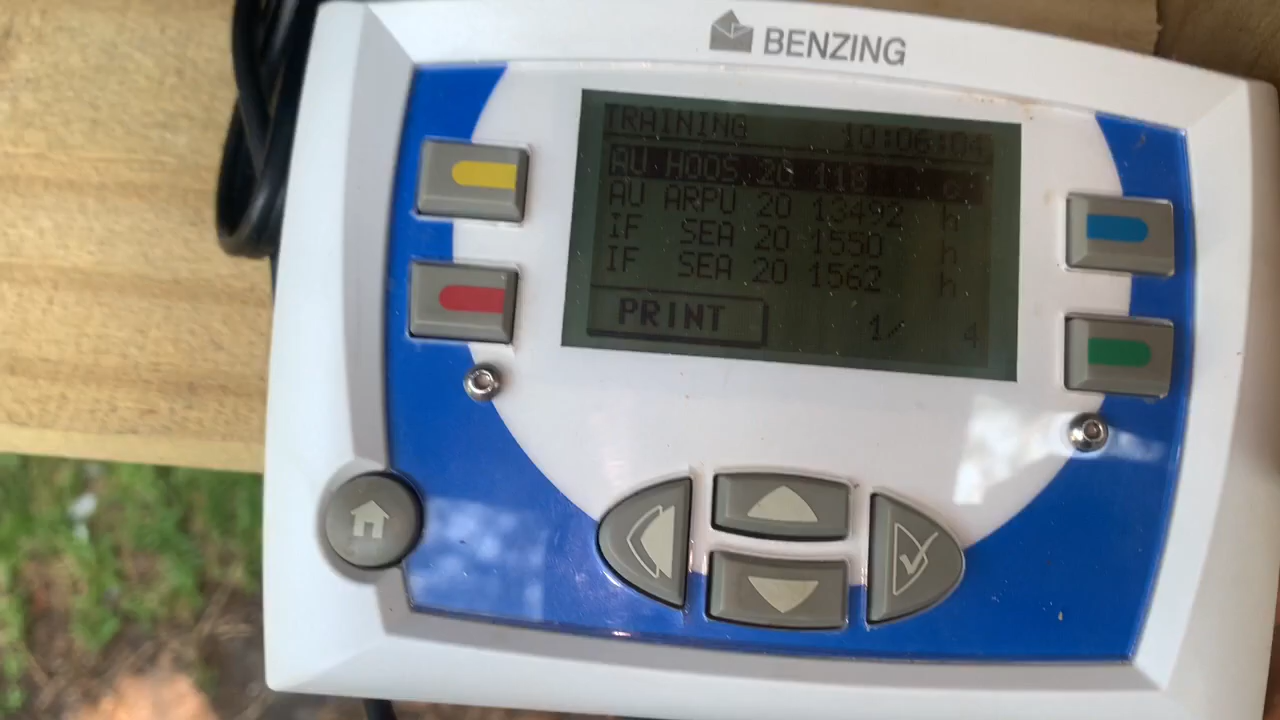 BENZING
TRAINING 10:06:04
AU HOOS 20 118 c
AU ARPU 20 13492 h
IF SEA 20 1550 h
IF SEA 20 1562 h
PRINT 1/ 4